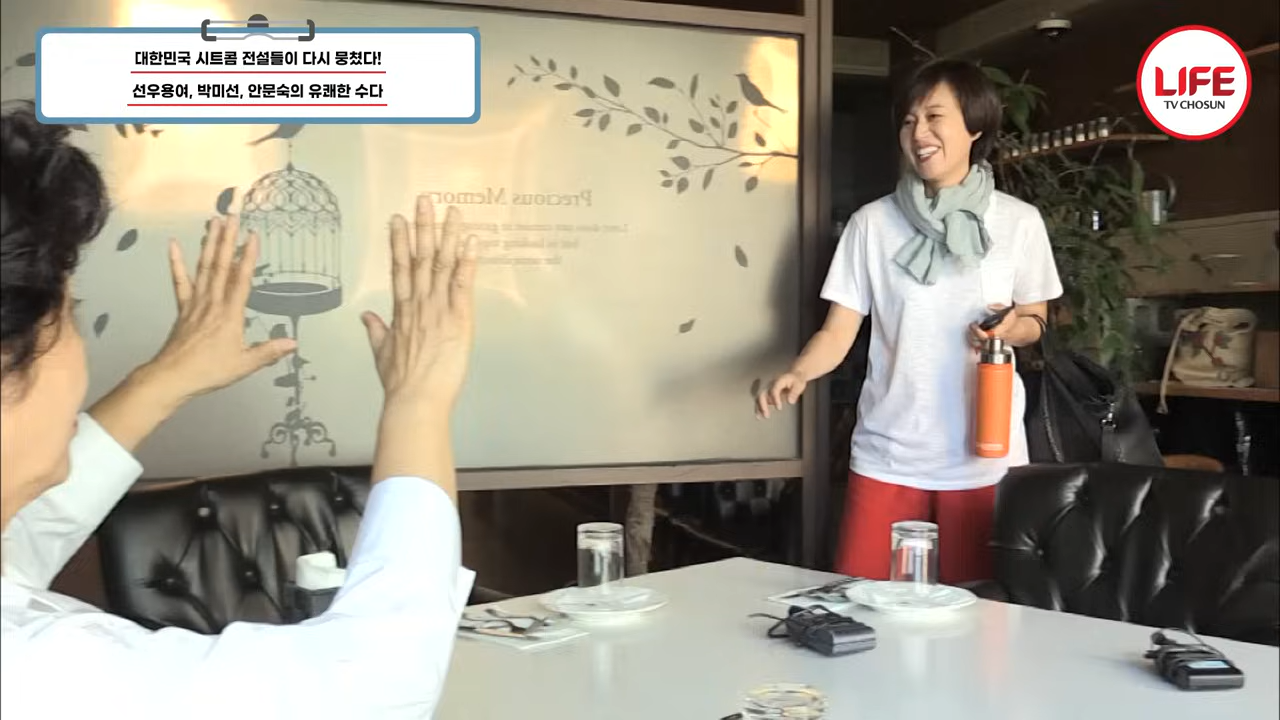 대한민국 시트콤 전설들이 다시 뭉쳤다!
선우용여, 박미선, 안문숙의 유쾌한 수다
LIFE
TV CHOSUN
Precious Memory